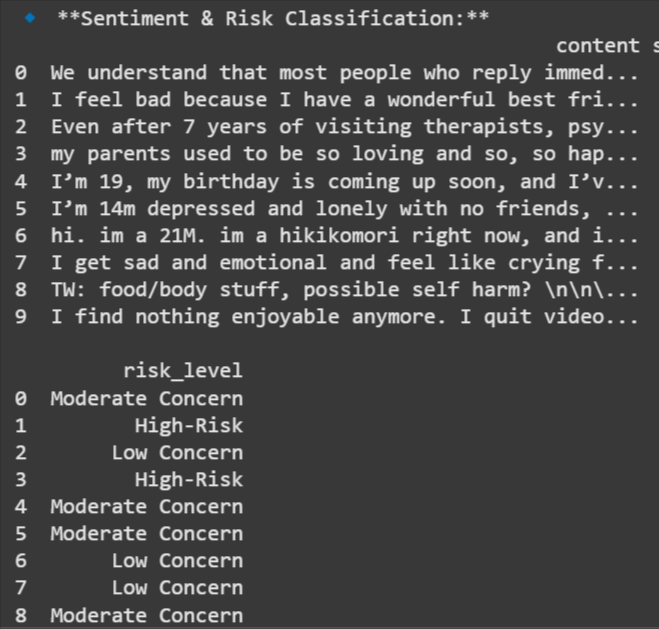 **Sentiment & Risk Classification:**
content s
0 We understand that most people who reply immed...
1 I feel bad because I have a wonderful best fri...
2 Even after 7 years of visiting therapists, psy...
3 my parents used to be so loving and so, so hap...
4 I’m 19, my birthday is coming up soon, and I’v...
5 I’m 14m depressed and lonely with no friends, ...
6 hi. im a 21M. im a hikikomori right now, and i...
7 I get sad and emotional and feel like crying f...
8 TW: food/body stuff, possible self harm? \n\n\...
9 I find nothing enjoyable anymore. I quit video...
risk_level
0 Moderate Concern
1 High-Risk
2 Low Concern
3 High-Risk
4 Moderate Concern
5 Moderate Concern
6 Low Concern
7 Low Concern
8 Moderate Concern